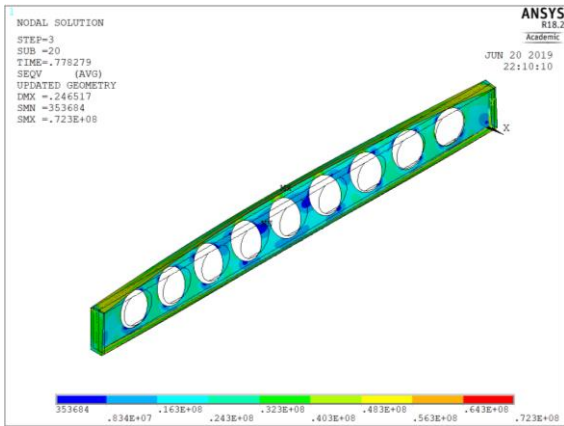 1
NODAL SOLUTION
STEP=3
SUB =20
TIME=.778279
SEQV (AVG)
UPDATED GEOMETRY
DMX =.246517
SMN =353684
SMX =.723E+08
ANSYS
R18.2
Academic
JUN 20 2019
22:10:10
X
MX
353684
.834E+07
.163E+08
.243E+08
.323E+08
.403E+08
.483E+08
.563E+08
.643E+08
.723E+08